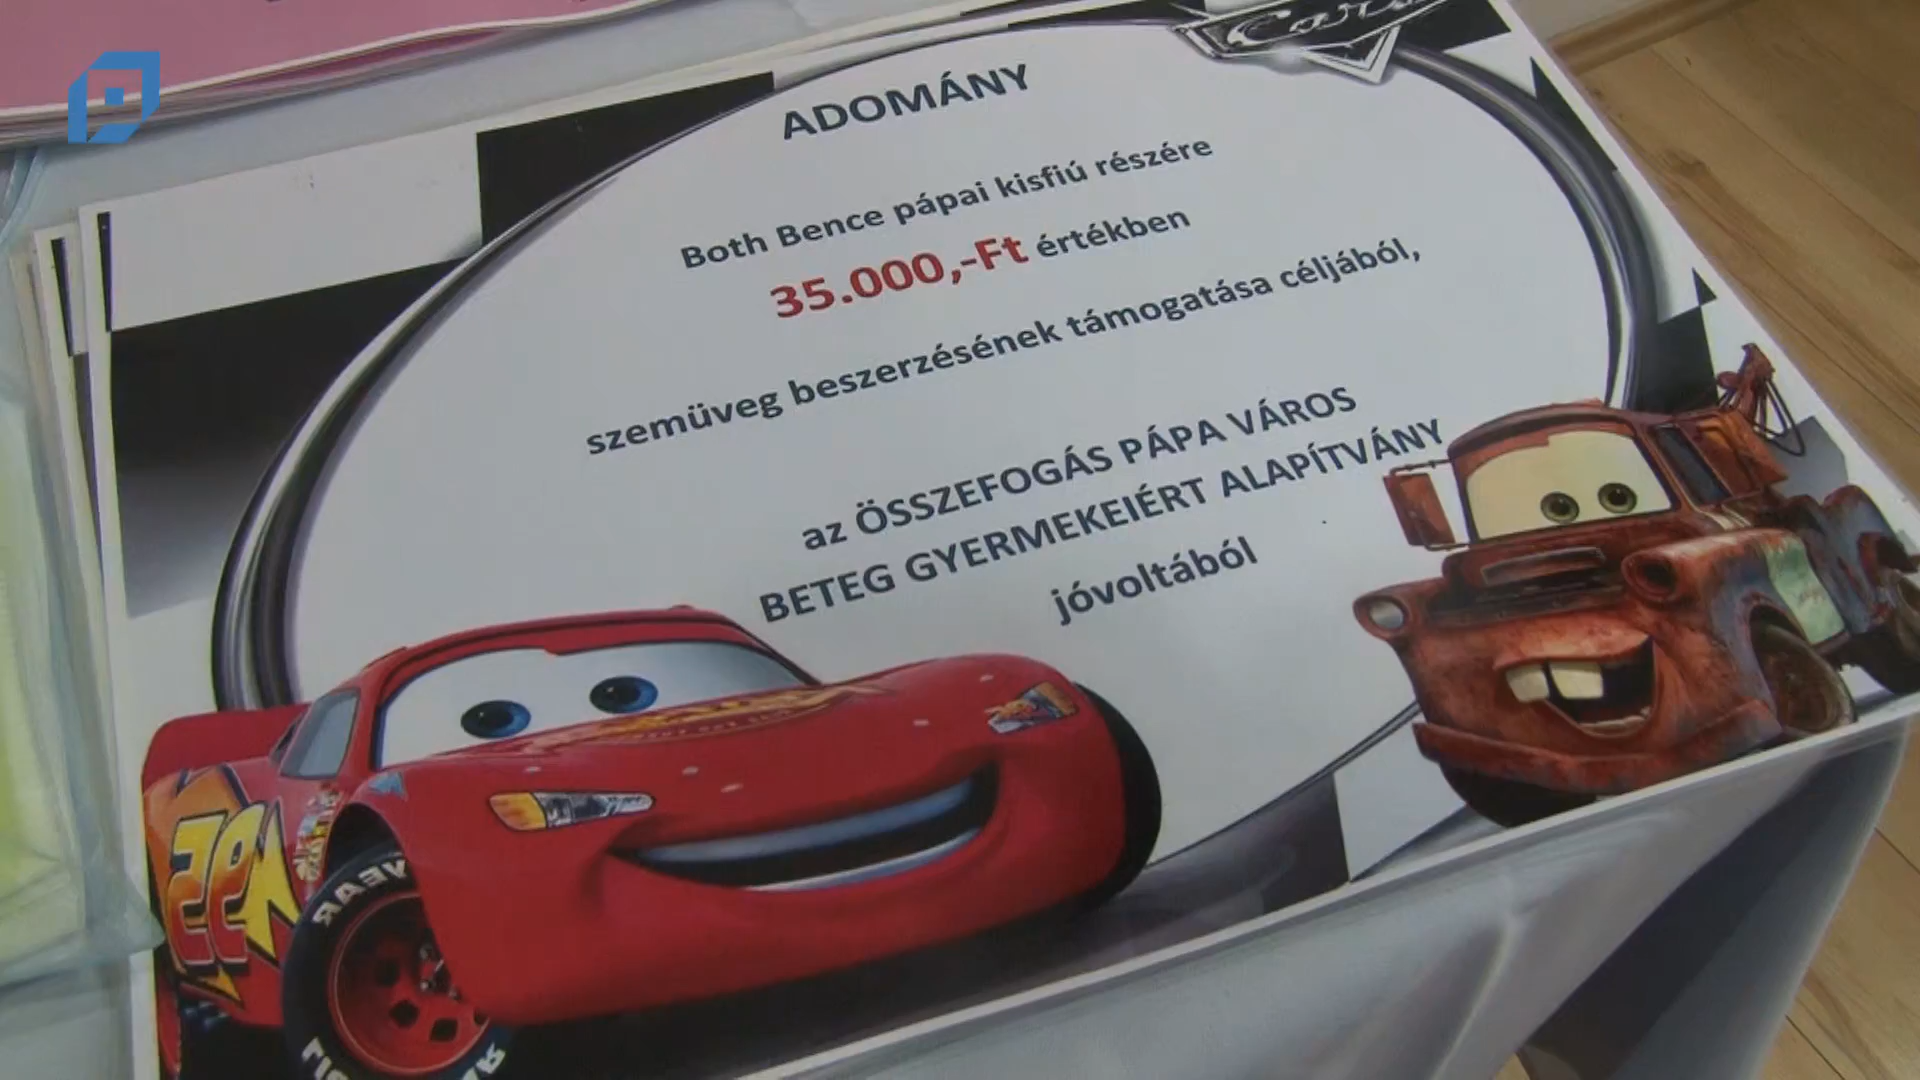 Cars
ADOMÁNY
Both Bence pápai kisfiú részére
35.000,-Ft értékben
szemüveg beszerzésének támogatása céljából,
az ÖSSZEFOGÁS PÁPA VÁROS
BETEG GYERMEKEIÉRT ALAPÍTVÁNY
jóvoltából
95